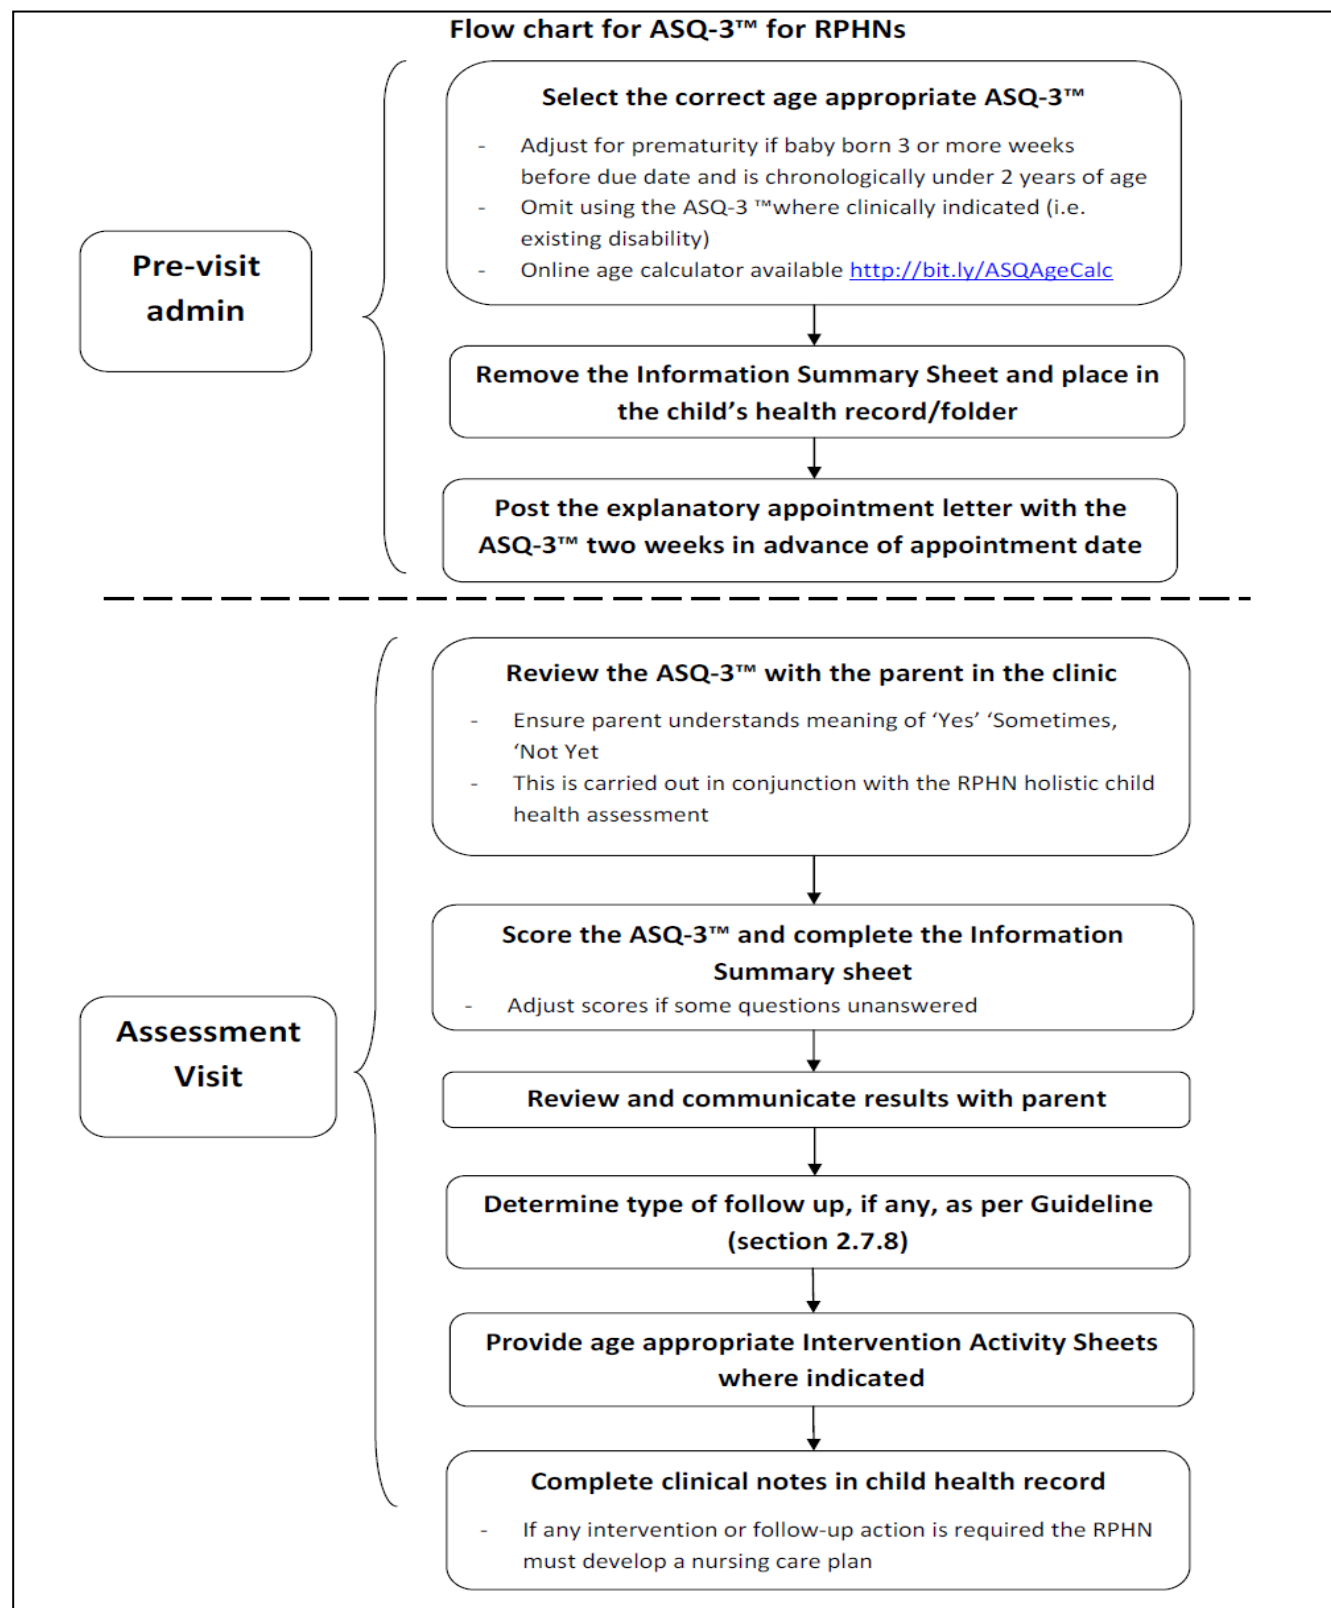 Flow chart for ASQ-3™ for RPHNs
Pre-visit
admin
Select the correct age appropriate ASQ-3™
- Adjust for prematurity if baby born 3 or more weeks
before due date and is chronologically under 2 years of age
- Omit using the ASQ-3 ™where clinically indicated (i.e.
existing disability)
- Online age calculator available http://bit.ly/ASQAgeCalc
Remove the Information Summary Sheet and place in
the child’s health record/folder
Post the explanatory appointment letter with the
ASQ-3™ two weeks in advance of appointment date
Assessment
Visit
Review the ASQ-3™ with the parent in the clinic
- Ensure parent understands meaning of ‘Yes’ ‘Sometimes,
‘Not Yet
- This is carried out in conjunction with the RPHN holistic child
health assessment
Score the ASQ-3™ and complete the Information
Summary sheet
- Adjust scores if some questions unanswered
Review and communicate results with parent
Determine type of follow up, if any, as per Guideline
(section 2.7.8)
Provide age appropriate Intervention Activity Sheets
where indicated
Complete clinical notes in child health record
- If any intervention or follow-up action is required the RPHN
must develop a nursing care plan